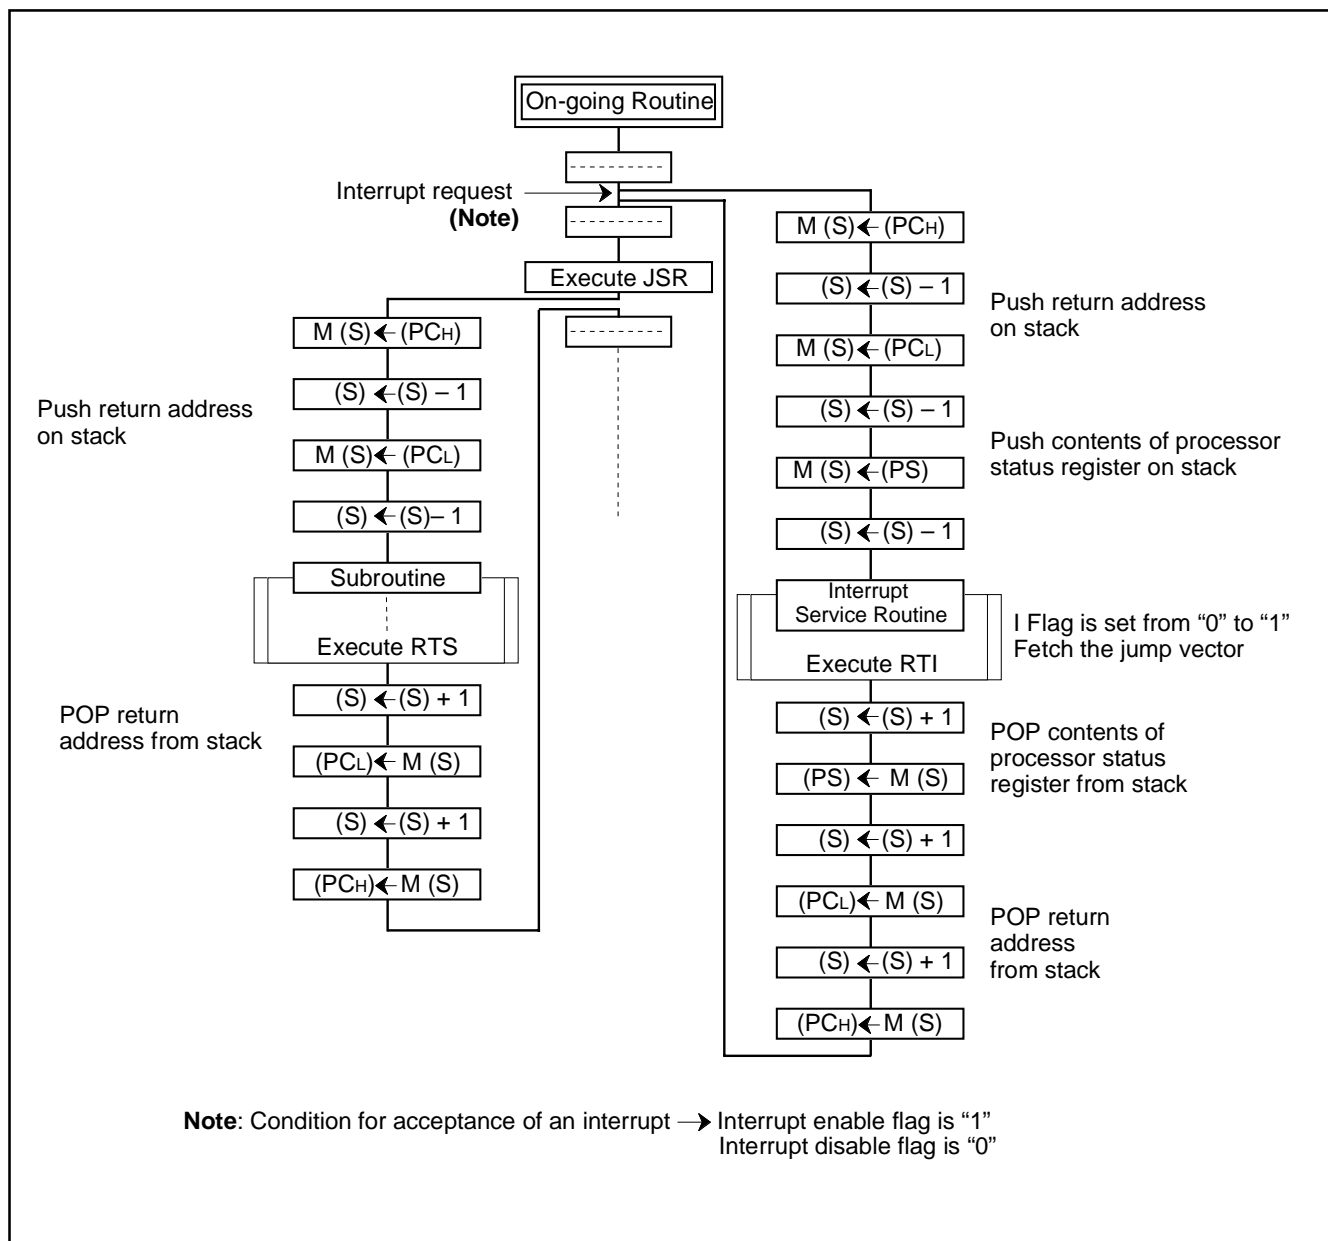 On-going Routine
Interrupt request
(Note)
Execute JSR
M (S) ← (PCH)
(S) ← (S) – 1
M (S) ← (PCL)
(S) ← (S)– 1
Push return address
on stack
Subroutine
Execute RTS
(S) ← (S) + 1
(PCL) ← M (S)
(S) ← (S) + 1
(PCH) ← M (S)
POP return
address from stack
M (S) ← (PCH)
(S) ← (S) – 1
M (S) ← (PCL)
(S) ← (S) – 1
M (S) ← (PS)
(S) ← (S) – 1
Push return address
on stack
Push contents of processor
status register on stack
Interrupt
Service Routine
Execute RTI
I Flag is set from “0” to “1”
Fetch the jump vector
(S) ← (S) + 1
(PS) ← M (S)
(S) ← (S) + 1
(PCL) ← M (S)
(S) ← (S) + 1
(PCH) ← M (S)
POP contents of
processor status
register from stack
POP return
address
from stack
Note: Condition for acceptance of an interrupt → Interrupt enable flag is “1”
Interrupt disable flag is “0”